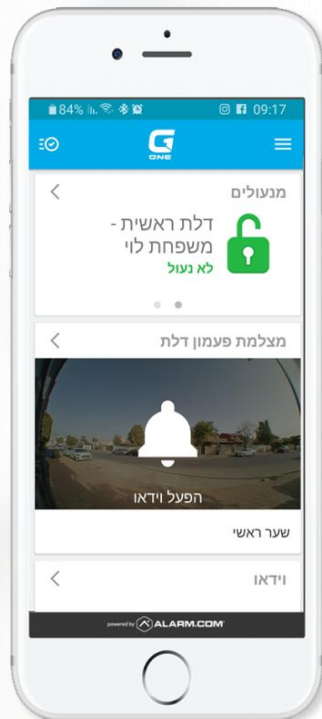 84%
09:17
G
ONE
מנעולים
דלת ראשית -
משפחת לוי
לא נעול
מצלמת פעמון דלת
הפעל וידאו
שער ראשי
וידאו
powered by ALARM.COM